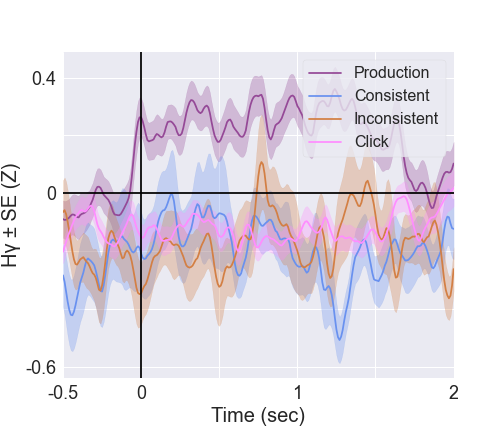 Production
Consistent
Inconsistent
Click
0.4
0
-0.6
Hγ ± SE (Z)
-0.5
0
1
2
Time (sec)